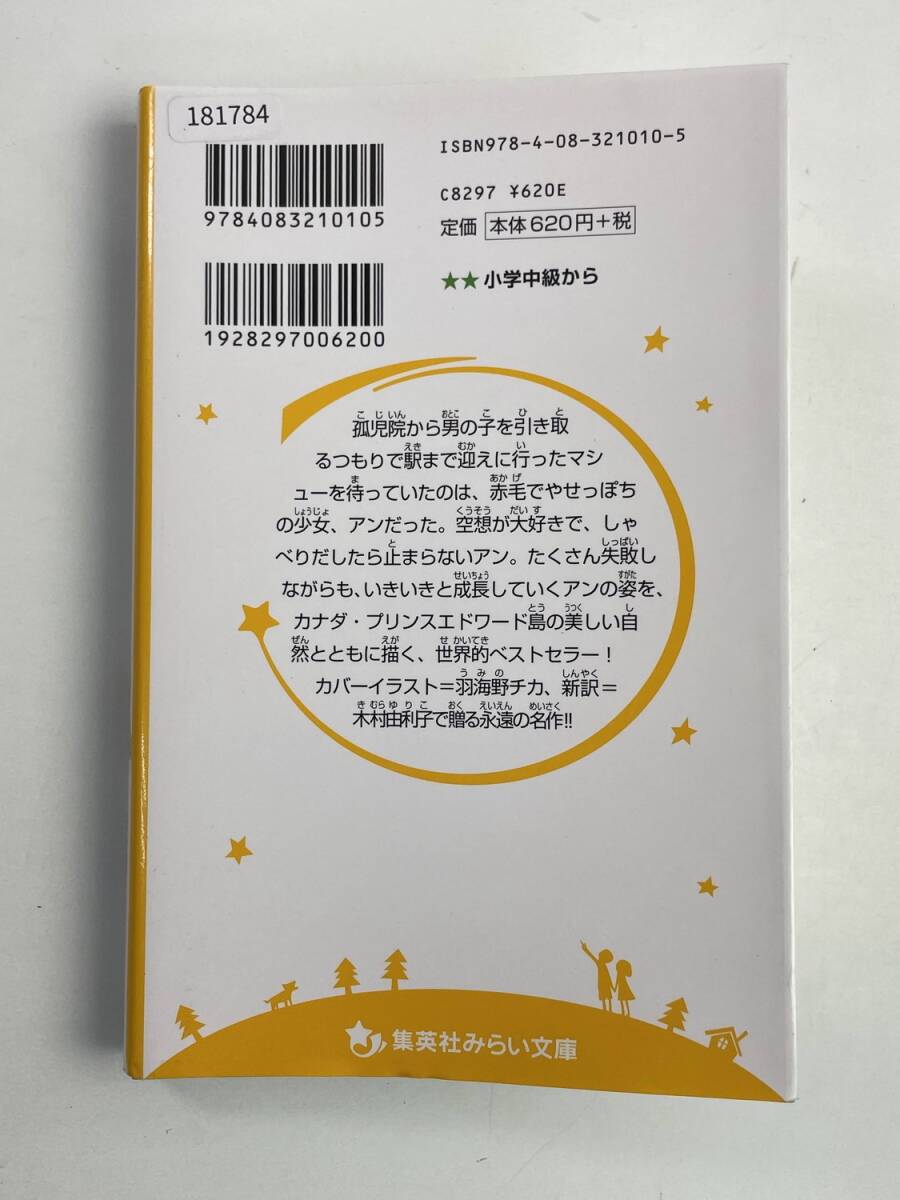 181784
ISBN978-4-08-321010-5
9784083210105
C8297 ¥620E
定価 本体620円+税
★★小学中級から
1928297006200
孤児院から男の子を引き取
るつもりで駅まで迎えに行ったマシ
ューを待っていたのは、赤毛でやせっぽち
の少女、アンだった。空想が大好きで、しゃ
べりだしたら止まらないアン。たくさん失敗し
ながらも、いきいきと成長していくアンの姿を、
カナダ・プリンスエドワード島の美しい自
然とともに描く、世界的ベストセラー!
カバーイラスト=羽海野チカ、新訳=
木村由利子で贈る永遠の名作!!
集英社みらい文庫